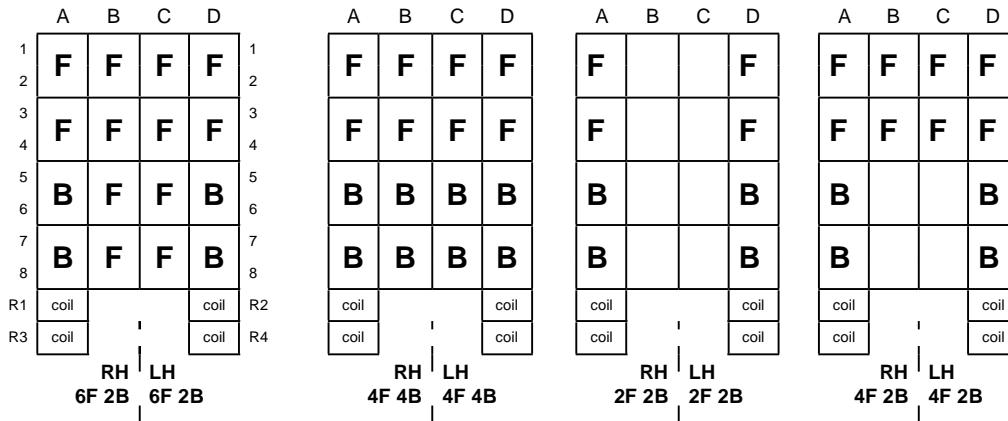 A B C D A B C D A B C D A B C D
1 1
F F F F F F F F F F F F F F
2 2
3 3
F F F F F F F F F F F F F F
4 4
5 5
B F F B B B B B B B B B
6 6
7 7
B F F B B B B B B B B B
8 8
R1 coil coil R2 coil coil coil coil coil coil
R3 coil coil R4 coil coil coil coil coil coil
RH LH RH LH RH LH RH LH
6F 2B 6F 2B 4F 4B 4F 4B 2F 2B 2F 2B 4F 2B 4F 2B